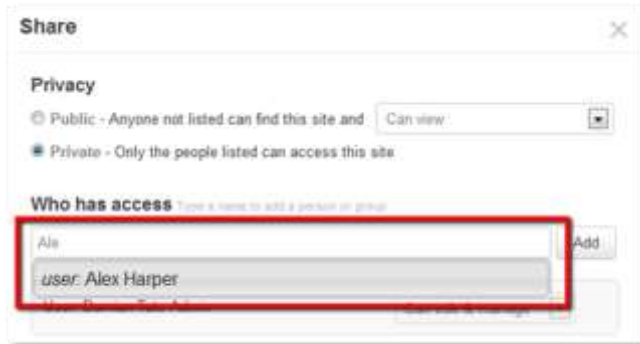 Share
Privacy
Public - Anyone not listed can find this site and Can view
Private - Only the people listed can access this site
Who has access Type a name to add a person or group
Ale Add
user: Alex Harper